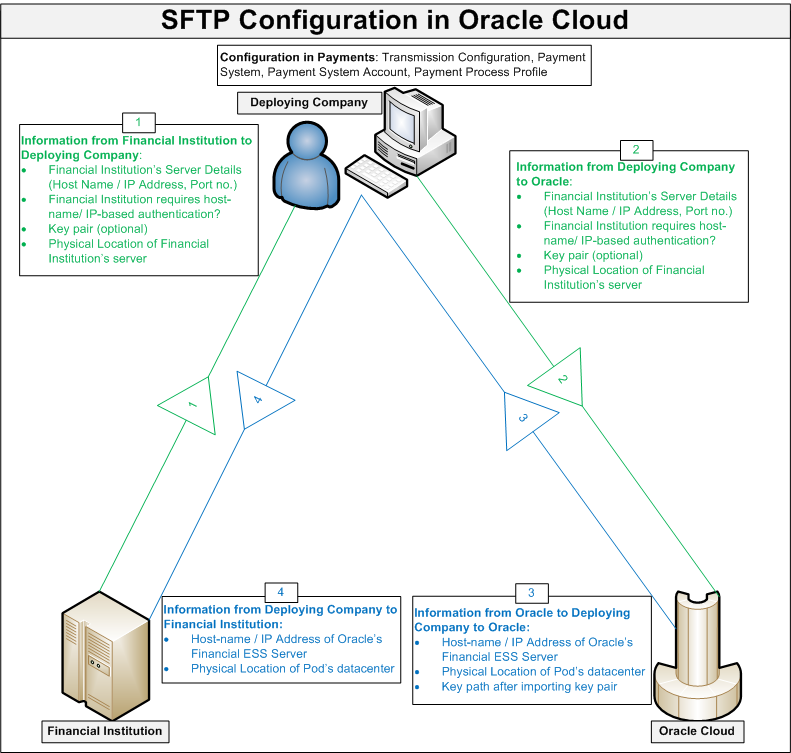 SFTP Configuration in Oracle Cloud
Configuration in Payments: Transmission Configuration, Payment
System, Payment System Account, Payment Process Profile
Deploying Company
1
Information from Financial Institution to
Deploying Company:
• Financial Institution's Server Details
(Host Name / IP Address, Port no.)
• Financial Institution requires host-
name/ IP-based authentication?
• Key pair (optional)
• Physical Location of Financial
Institution's server
2
Information from Deploying Company
to Oracle:
• Financial Institution's Server Details
(Host Name / IP Address, Port no.)
• Financial Institution requires host-
name/ IP-based authentication?
• Key pair (optional)
• Physical Location of Financial
Institution's server
1
4
2
3
4
Information from Deploying Company to
Financial Institution:
• Host-name / IP Address of Oracle's
Financial ESS Server
• Physical Location of Pod's datacenter
3
Information from Oracle to Deploying
Company to Oracle:
• Host-name / IP Address of Oracle's
Financial ESS Server
• Physical Location of Pod's datacenter
• Key path after importing key pair
Financial Institution
Oracle Cloud